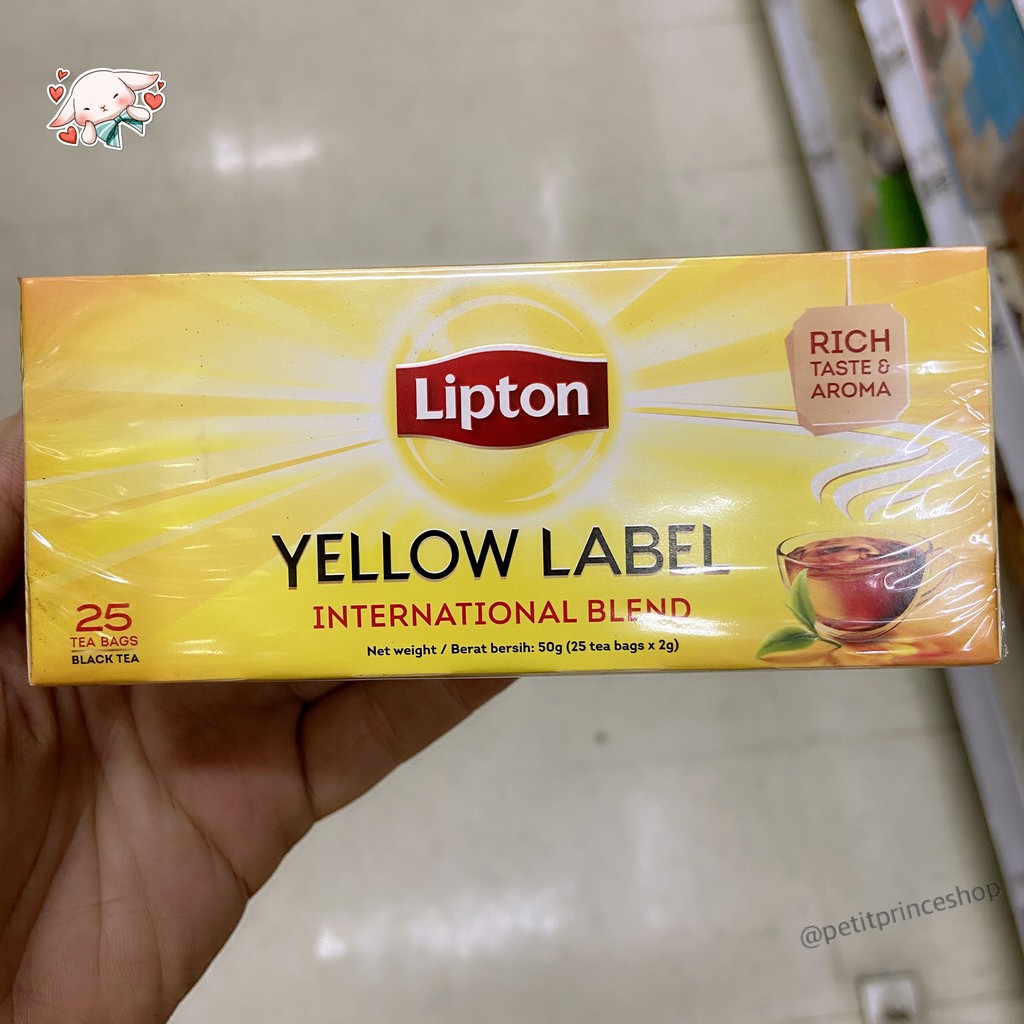 Lipton
RICH
TASTE &
AROMA
YELLOW LABEL
INTERNATIONAL BLEND
Net weight / Berat bersih: 50g (25 tea bags x 2g)
25
TEA BAGS
BLACK TEA
@petitprinceshop